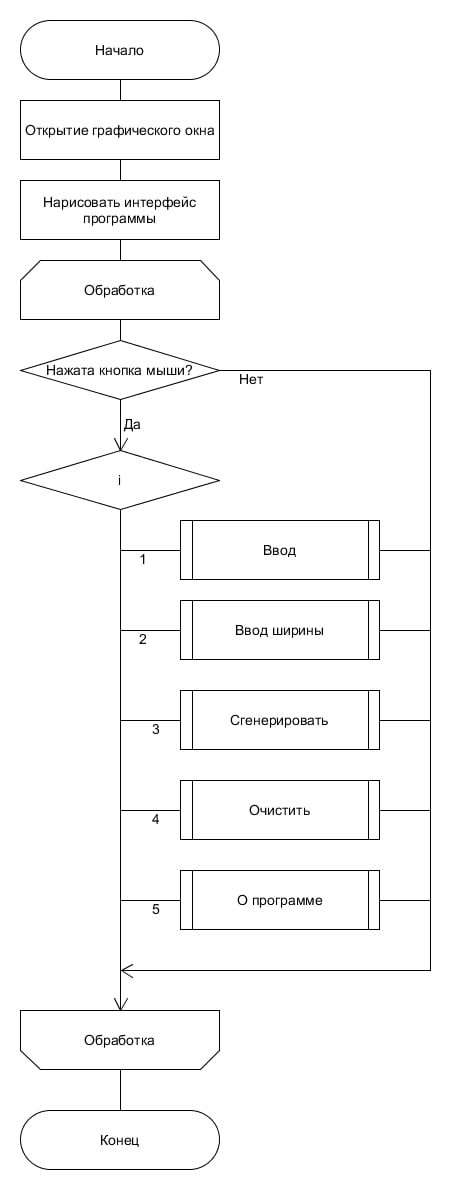 Начало
Открытие графического окна
Нарисовать интерфейс
программы
Обработка
Нажата кнопка мыши?
Нет
Да
i
Ввод
1
Ввод ширины
2
Сгенерировать
3
Очистить
4
О программе
5
Обработка
Конец